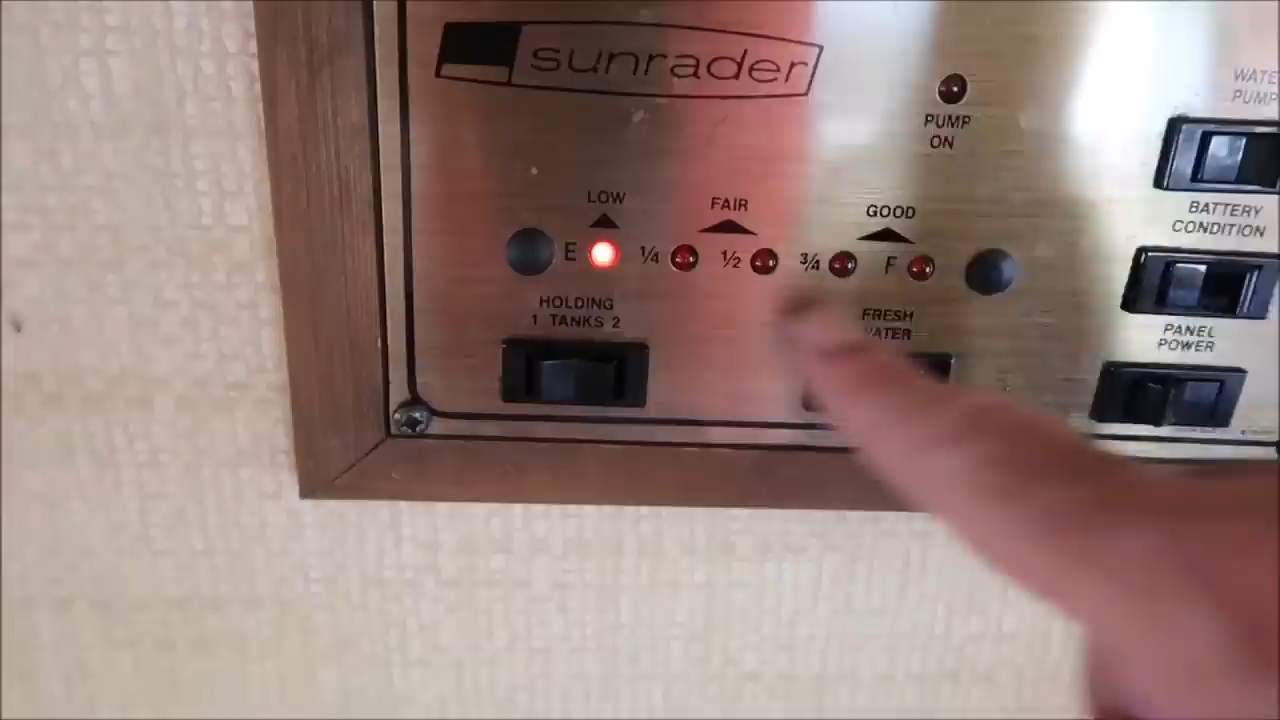 sunrader
PUMP
ON
LOW
FAIR
GOOD
E
1/4
1/2
3/4
F
HOLDING
1 TANKS 2
FRESH
BATTERY
CONDITION
PANEL
POWER